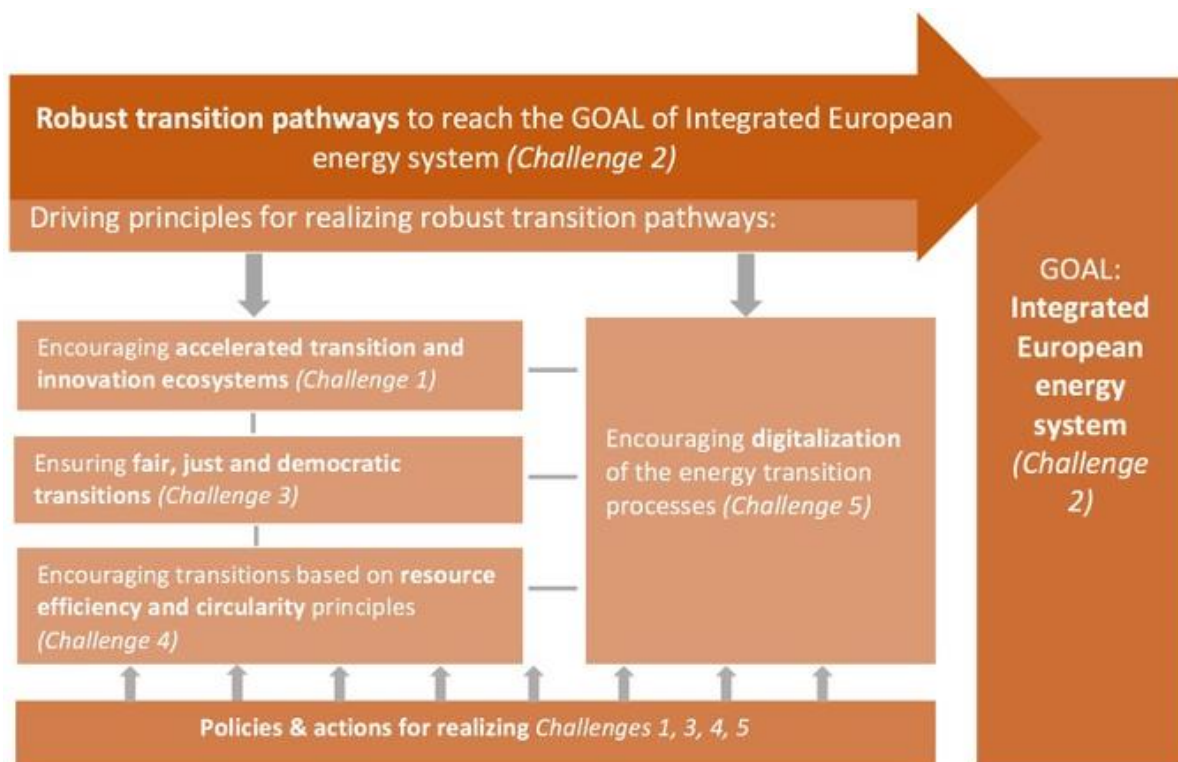 Robust transition pathways to reach the GOAL of Integrated European
energy system (Challenge 2)
Driving principles for realizing robust transition pathways:
Encouraging accelerated transition and
innovation ecosystems (Challenge 1)
Ensuring fair, just and democratic
transitions (Challenge 3)
Encouraging transitions based on resource
efficiency and circularity principles
(Challenge 4)
Encouraging digitalization
of the energy transition
processes (Challenge 5)
Policies & actions for realizing Challenges 1, 3, 4, 5
GOAL:
Integrated
European
energy
system
(Challenge
2)